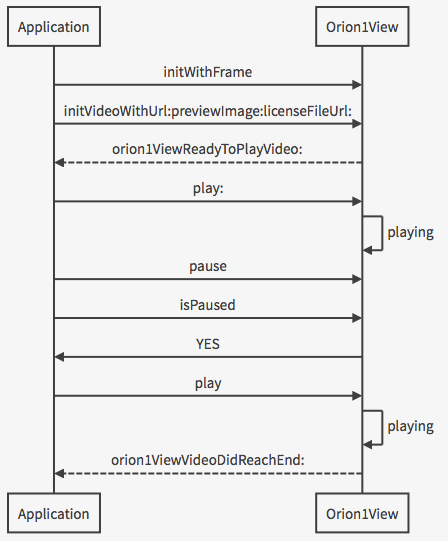 Application
Orion1View
initWithFrame
initVideoWithUrl:previewImage:licenseFileUrl:
orion1ViewReadyToPlayVideo:
play:
playing
pause
isPaused
YES
play
playing
orion1ViewVideoDidReachEnd:
Application
Orion1View